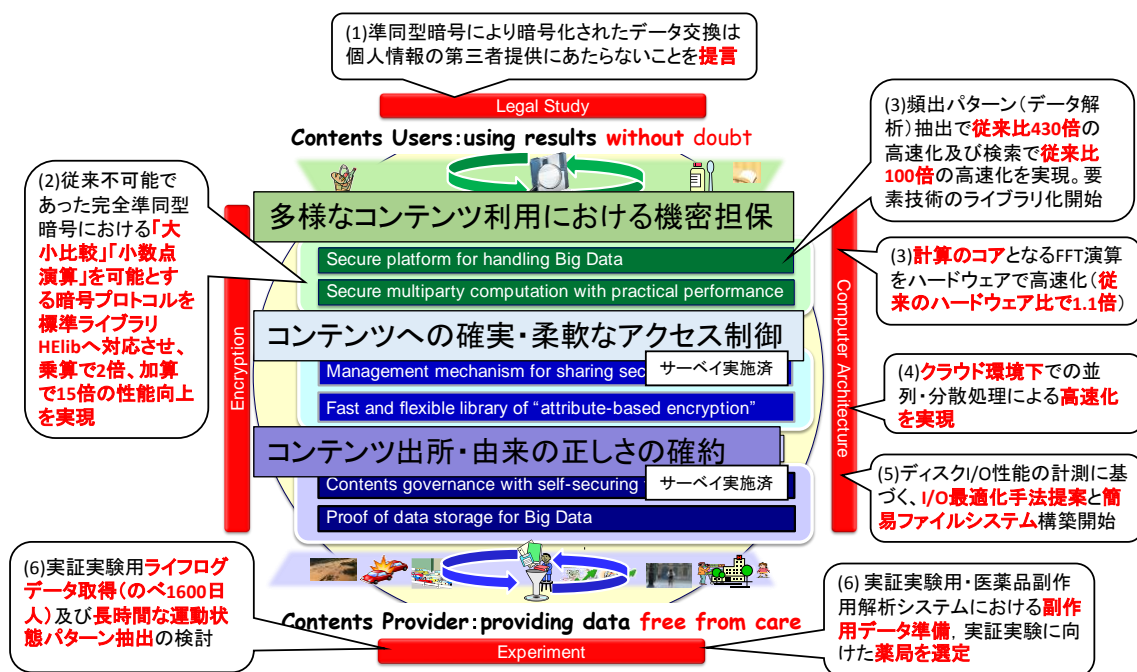 (1)準同型暗号により暗号化されたデータ交換は
個人情報の第三者提供にあたらないことを提言
Legal Study
Contents Users:using results without doubt
(2)従来不可能で
あった完全準同型
暗号における「大
小比較」「小数点
演算」を可能とす
る暗号プロトコルを
標準ライブラリ
HElibへ対応させ、
乗算で2倍、加算
で15倍の性能向上
を実現
Encryption
多様なコンテンツ利用における機密担保
Secure platform for handling Big Data
Secure multiparty computation with practical performance
コンテンツへの確実・柔軟なアクセス制御
Management mechanism for sharing sec
サーベイ実施済
Fast and flexible library of “attribute-based encryption”
コンテンツ出所・由来の正しさの確約
Contents governance with self-securing
サーベイ実施済
Proof of data storage for Big Data
Computer Architecture
(3)頻出パターン(データ解
析)抽出で従来比430倍の
高速化及び検索で従来比
100倍の高速化を実現。要
素技術のライブラリ化開始
(3)計算のコアとなるFFT演算
をハードウェアで高速化(従
来のハードウェア比で1.1倍)
(4)クラウド環境下での並
列・分散処理による高速化
を実現
(5)ディスクI/O性能の計測に基
づく、I/O最適化手法提案と簡
易ファイルシステム構築開始
(6)実証実験用ライフログ
データ取得(のべ1600日
人)及び長時間な運動状
態パターン抽出の検討
Contents Provider:providing data free from care
Experiment
(6) 実証実験用・医薬品副作
用解析システムにおける副作
用データ準備, 実証実験に向
けた薬局を選定